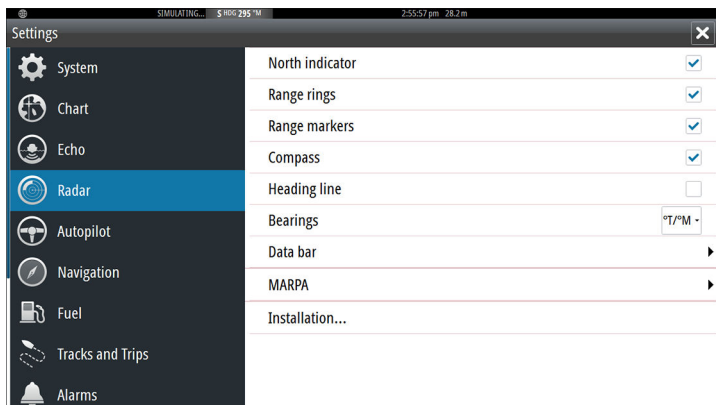 SIMULATING... S HDG 295 °M 2:55:57 pm 28.2 m
Settings
System
Chart
Echo
Radar
Autopilot
Navigation
Fuel
Tracks and Trips
Alarms
North indicator
Range rings
Range markers
Compass
Heading line
Bearings °T/°M
Data bar
MARPA
Installation...